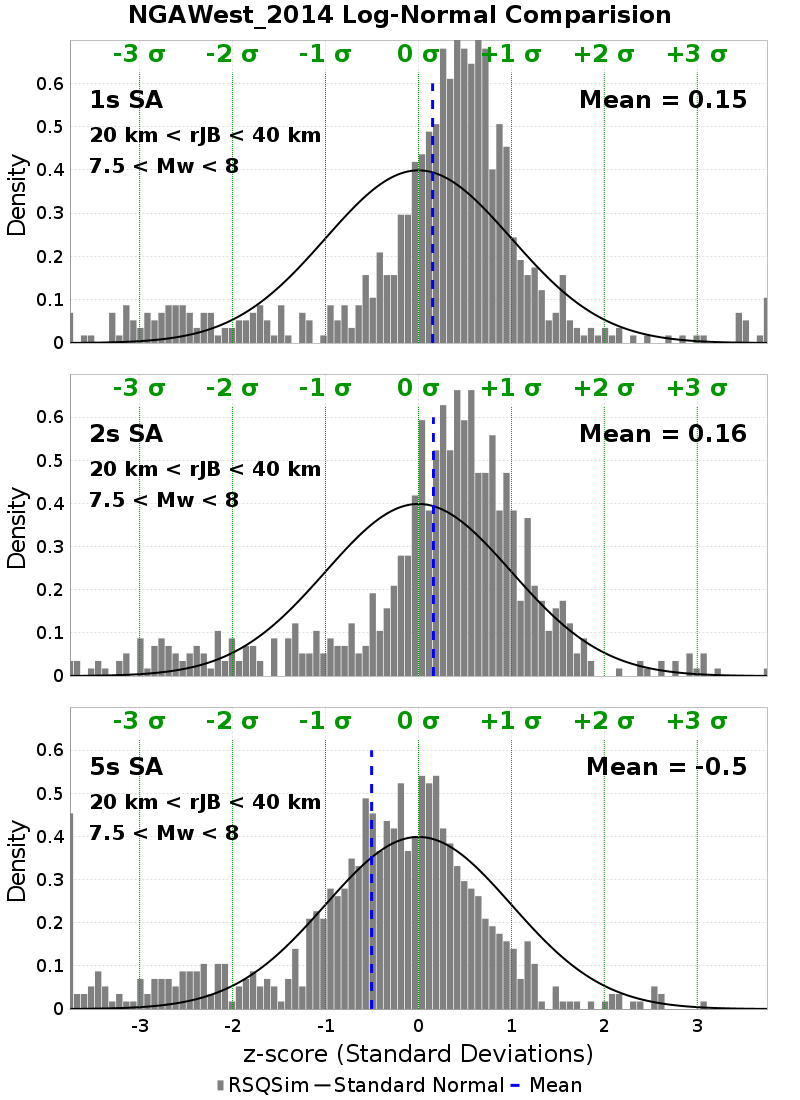 NGAWest_2014 Log-Normal Comparision
-3 σ -2 σ -1 σ 0 σ +1 σ +2 σ +3 σ
1s SA Mean = 0.15
20 km < rJB < 40 km
7.5 < Mw < 8
Density
0.6
0.5
0.4
0.3
0.2
0.1
0
-3 σ -2 σ -1 σ 0 σ +1 σ +2 σ +3 σ
2s SA Mean = 0.16
20 km < rJB < 40 km
7.5 < Mw < 8
Density
0.6
0.5
0.4
0.3
0.2
0.1
0
-3 σ -2 σ -1 σ 0 σ +1 σ +2 σ +3 σ
5s SA Mean = -0.5
20 km < rJB < 40 km
7.5 < Mw < 8
Density
0.6
0.5
0.4
0.3
0.2
0.1
0
-3 -2 -1 0 1 2 3
z-score (Standard Deviations)
RSQSim Standard Normal Mean